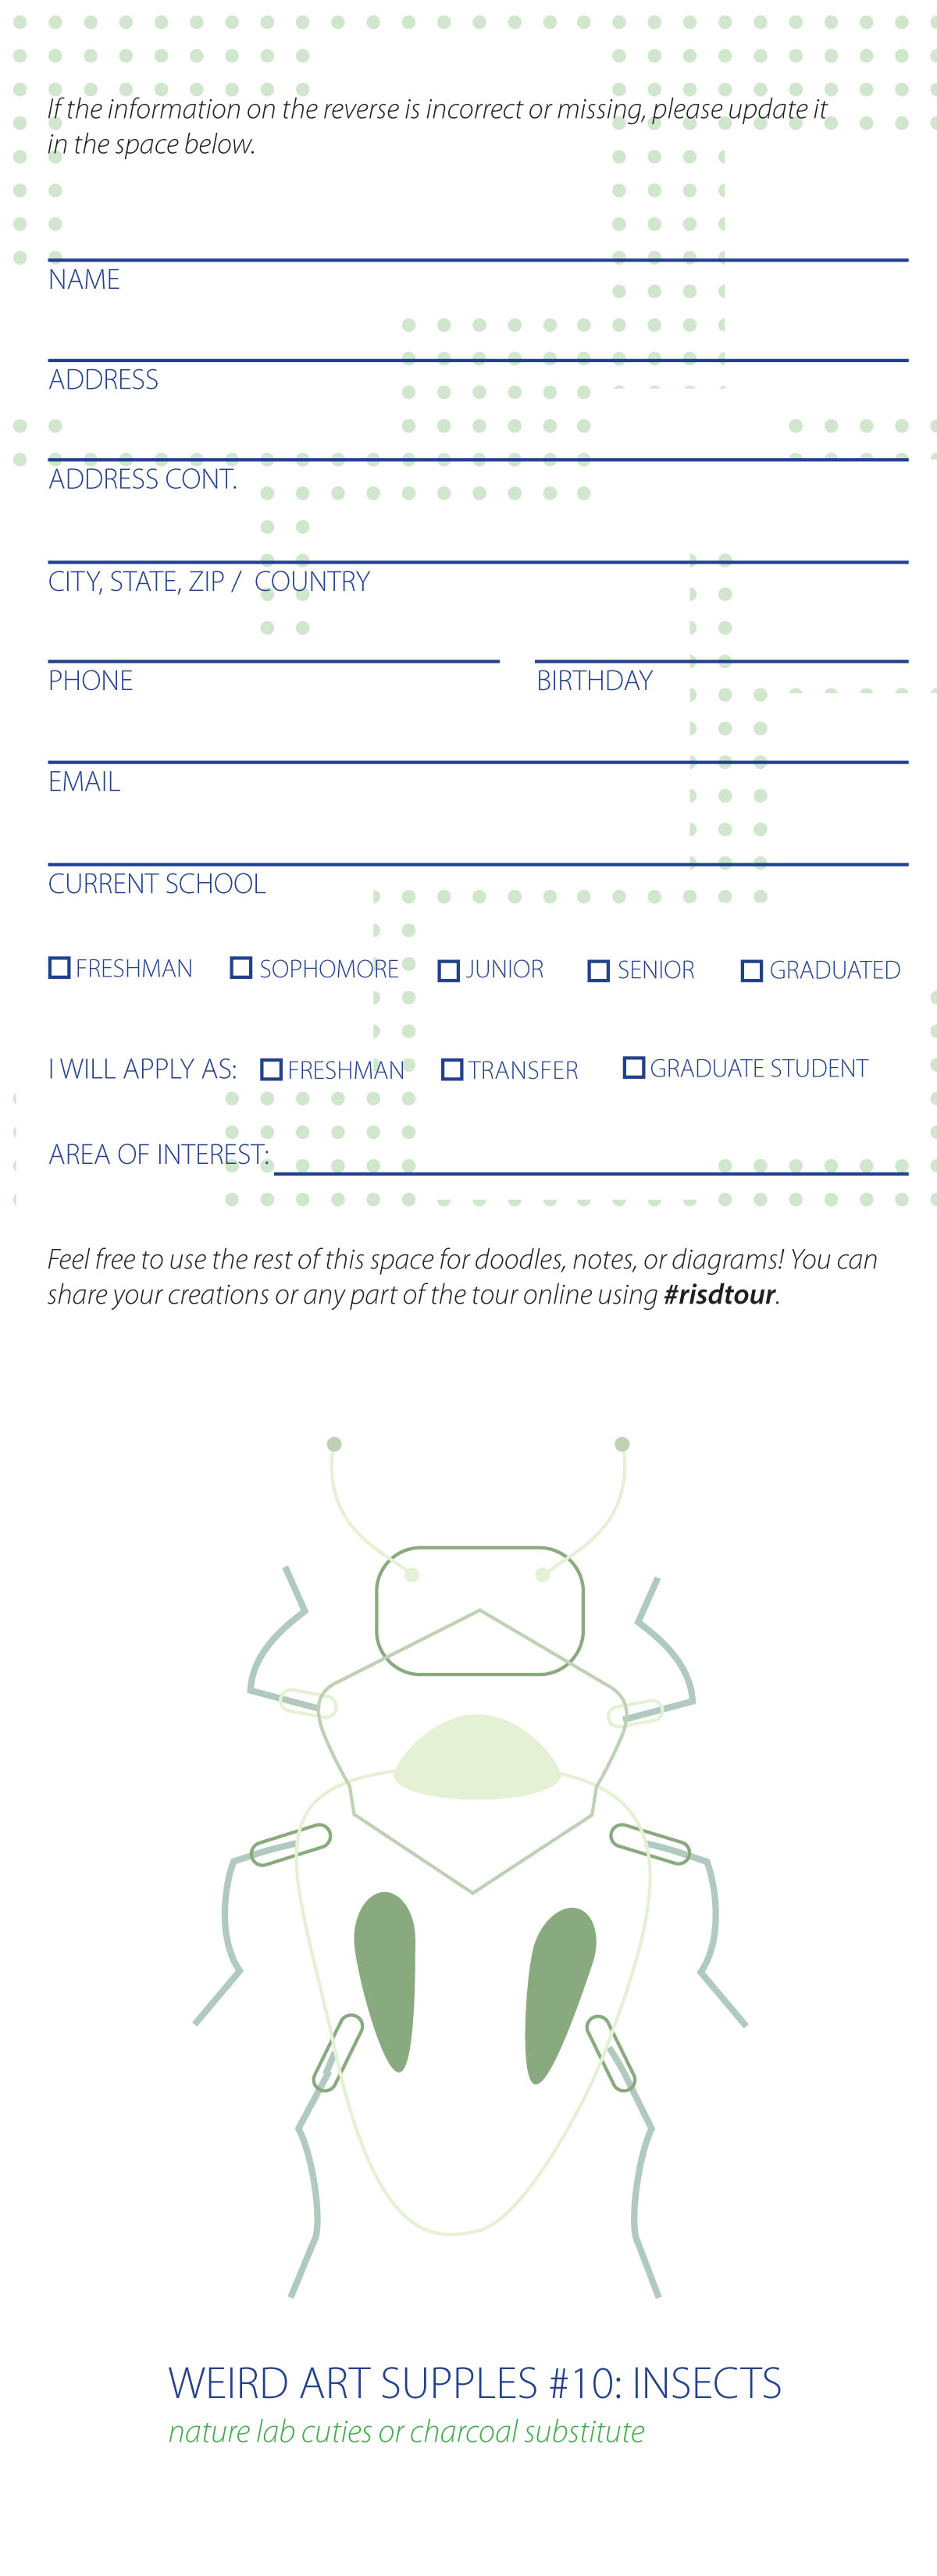 If the information on the reverse is incorrect or missing, please update it
in the space below.
NAME
ADDRESS
ADDRESS CONT.
CITY, STATE, ZIP / COUNTRY
PHONE BIRTHDAY
EMAIL
CURRENT SCHOOL
FRESHMAN SOPHOMORE JUNIOR SENIOR GRADUATED
I WILL APPLY AS: FRESHMAN TRANSFER GRADUATE STUDENT
AREA OF INTEREST:
Feel free to use the rest of this space for doodles, notes, or diagrams! You can
share your creations or any part of the tour online using #risdtour.
WEIRD ART SUPPLES #10: INSECTS
nature lab cuties or charcoal substitute